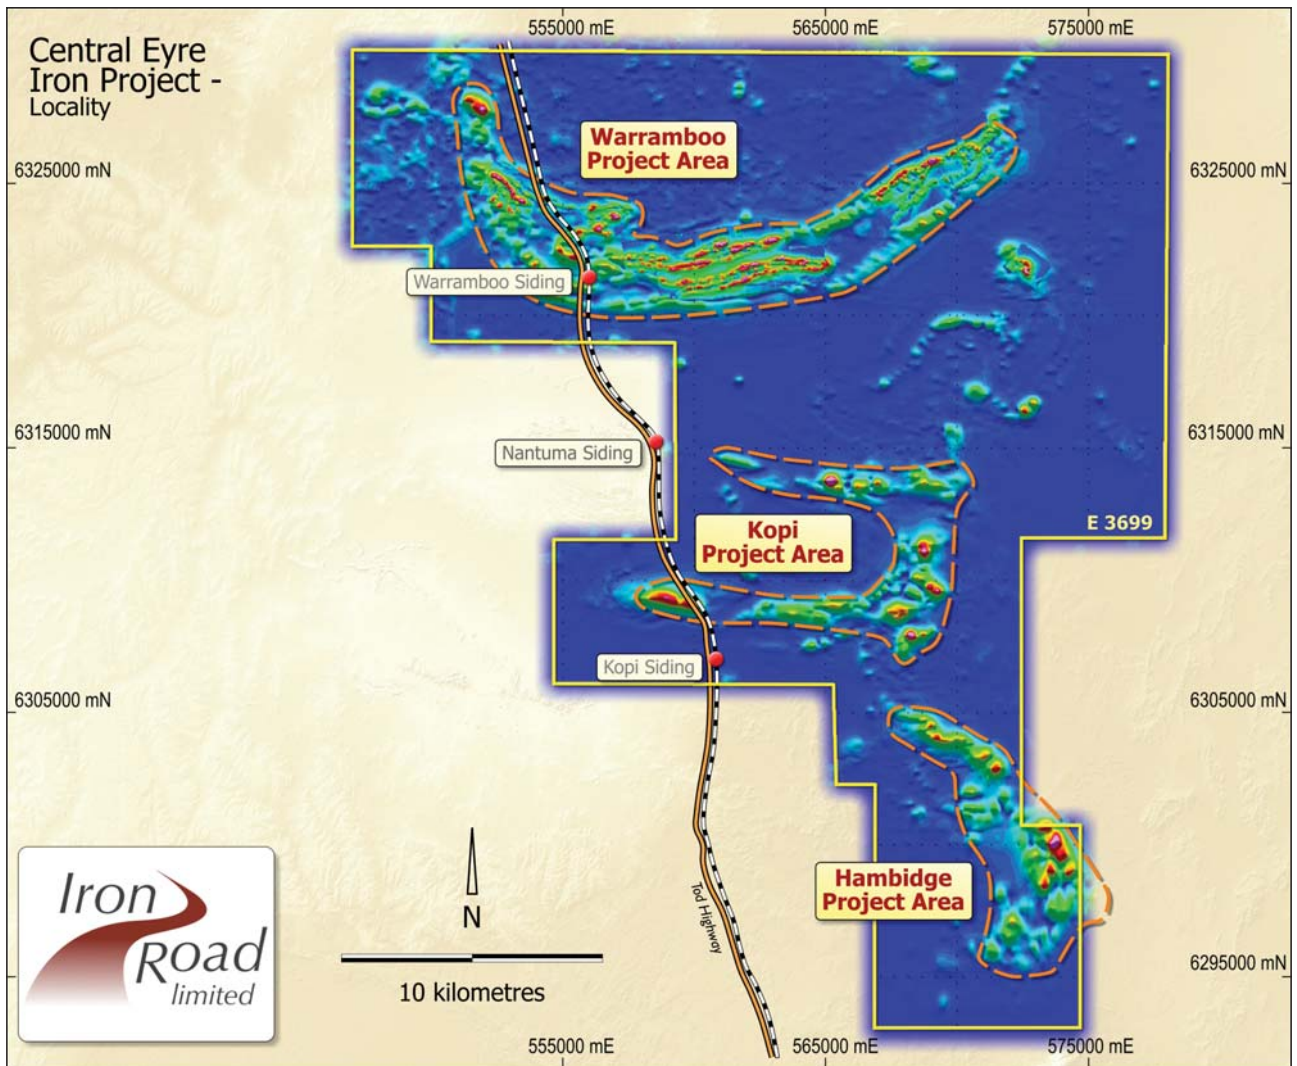 Central Eyre
Iron Project -
Locality
555000 mE
565000 mE
575000 mE
Warramboo
Project Area
6325000 mN
6325000 mN
Warramboo Siding
6315000 mN
6315000 mN
Nantuma Siding
E 3699
Kopi
Project Area
Kopi Siding
6305000 mN
6305000 mN
Hambidge
Project Area
Tod Highway
N
10 kilometres
6295000 mN
Iron
Road
limited
555000 mE
565000 mE
575000 mE